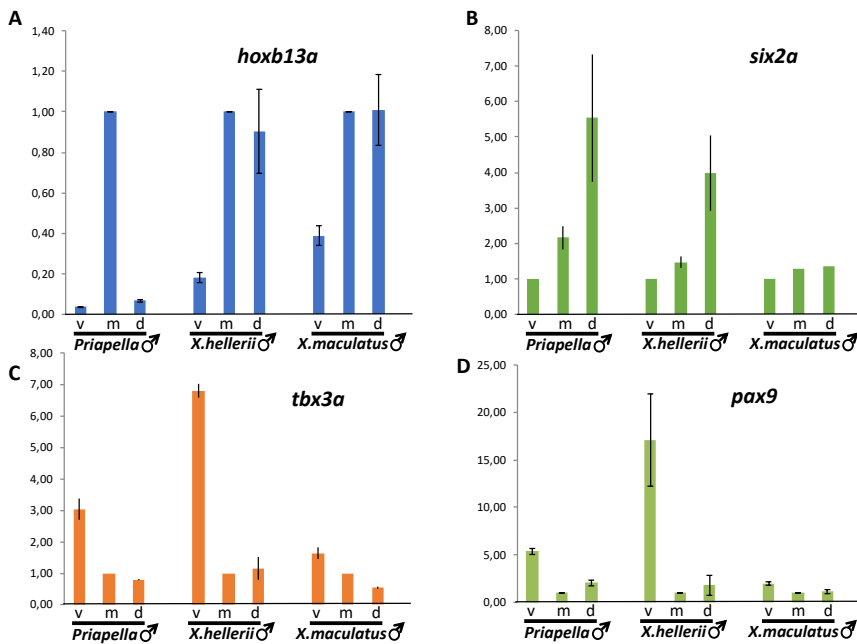 A
hoxb13a
1,40
1,20
1,00
0,80
0,60
0,40
0,20
0,00
v m d v m d v m d
Priapella♂ X.hellerii♂ X.maculatus♂
B
six2a
8,00
7,00
6,00
5,00
4,00
3,00
2,00
1,00
0,00
v m d v m d v m d
Priapella♂ X.hellerii♂ X.maculatus♂
C
tbx3a
8,00
7,00
6,00
5,00
4,00
3,00
2,00
1,00
0,00
v m d v m d v m d
Priapella♂ X.hellerii♂ X.maculatus♂
D
pax9
25,00
20,00
15,00
10,00
5,00
0,00
v m d v m d v m d
Priapella♂ X.hellerii♂ X.maculatus♂